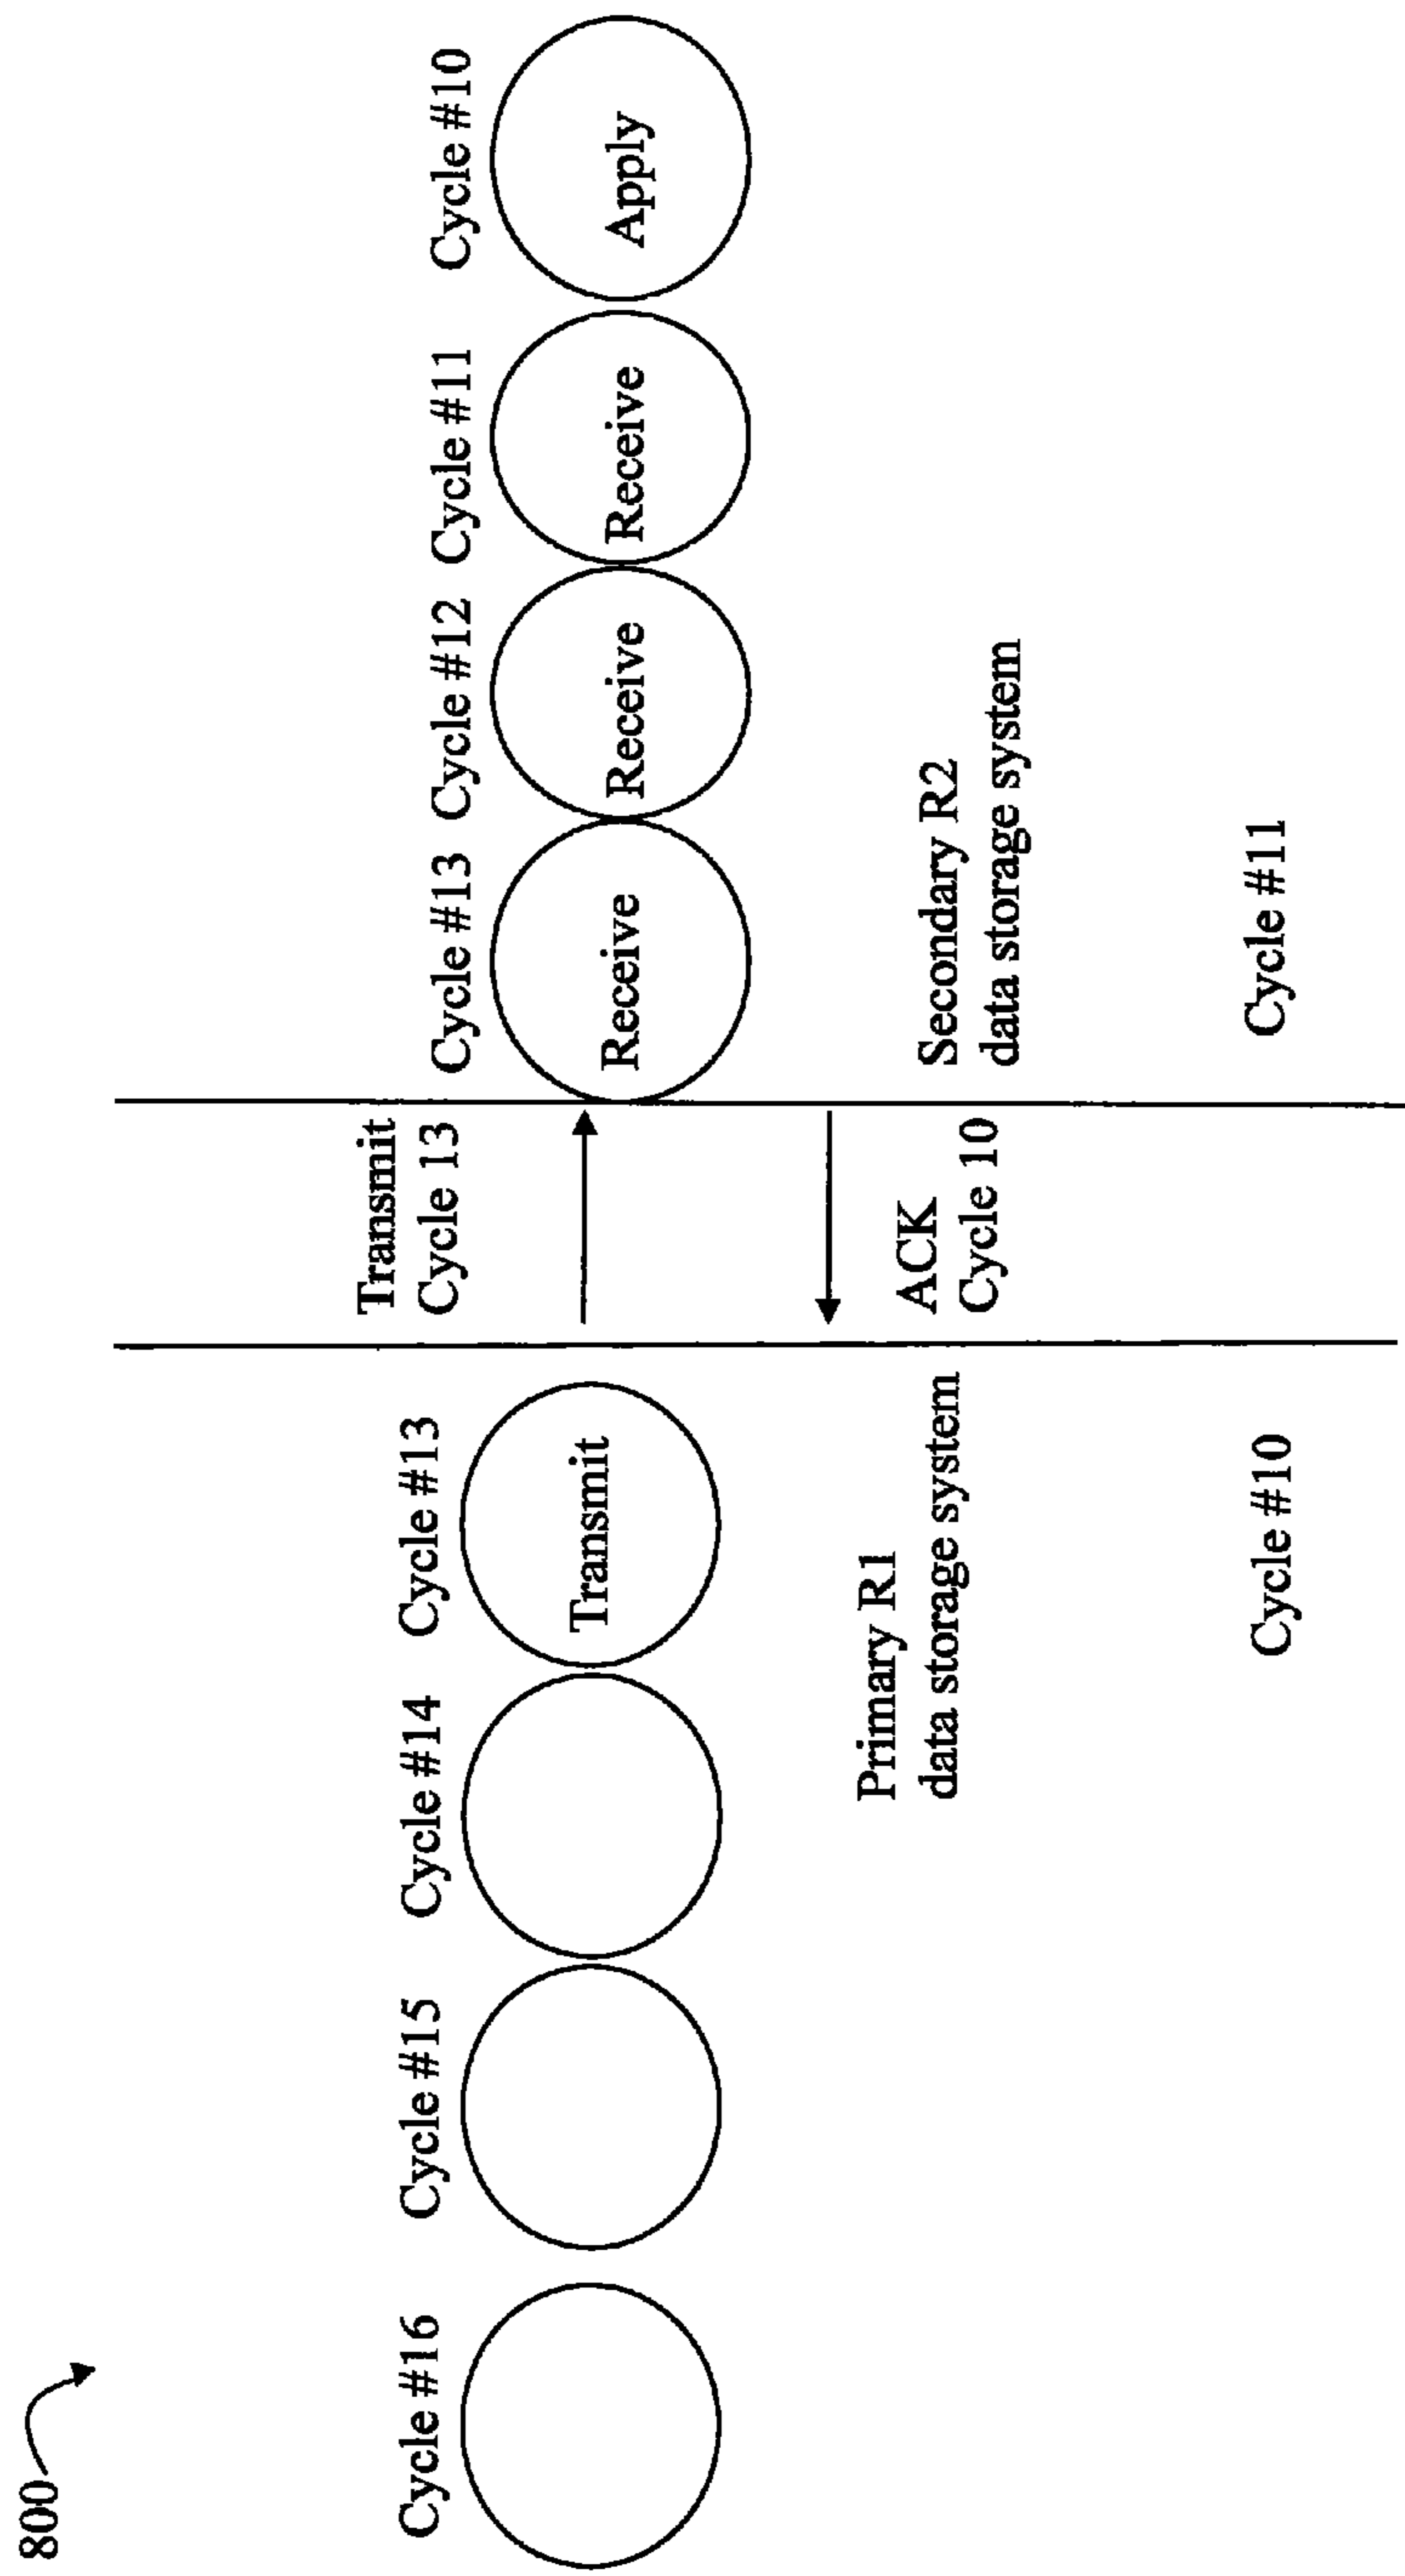 800
Transmit
Cycle 13
Cycle #16
Cycle #15
Cycle #14
Cycle #13
Cycle #13
Cycle #12
Cycle #11
Cycle #10
Transmit
Receive
Receive
Receive
Apply
Primary R1
data storage system
ACK
Cycle 10
Secondary R2
data storage system
Cycle #10
Cycle #11